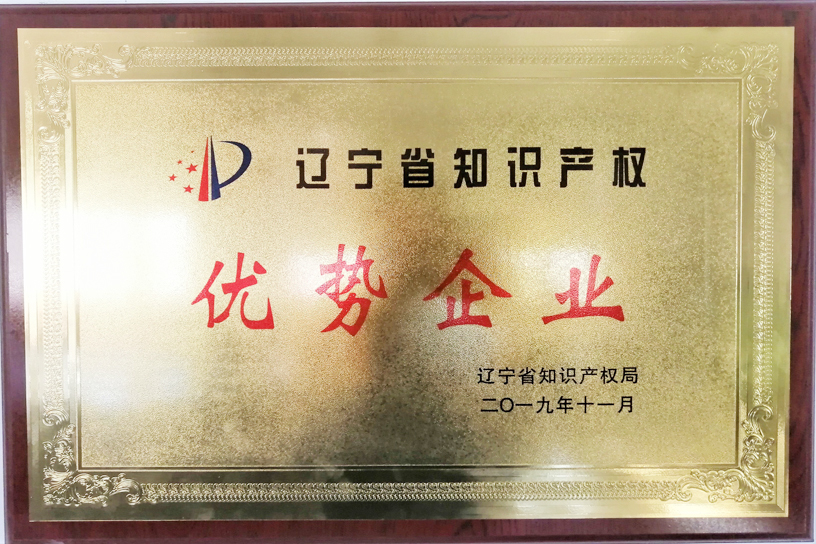 辽宁省知识产权
优势企业
辽宁省知识产权局
二〇一九年十一月